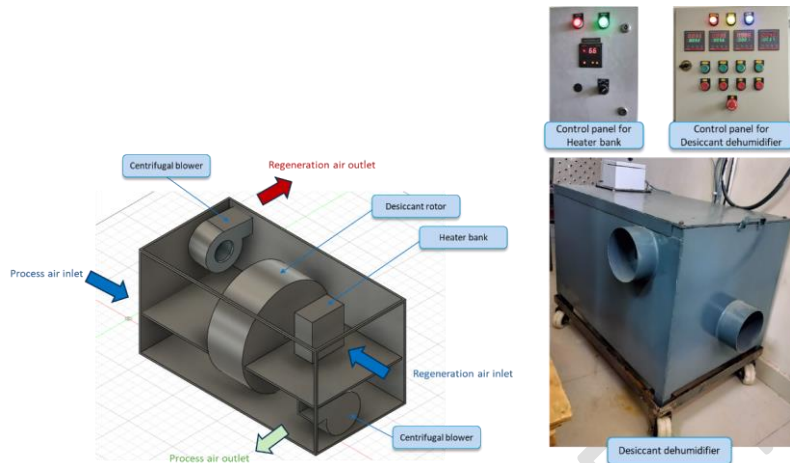 Centrifugal blower
Regeneration air outlet
Desiccant rotor
Heater bank
Process air inlet
Regeneration air inlet
Centrifugal blower
Process air outlet
Control panel for
Heater bank
Control panel for
Desiccant dehumidifier
Desiccant dehumidifier